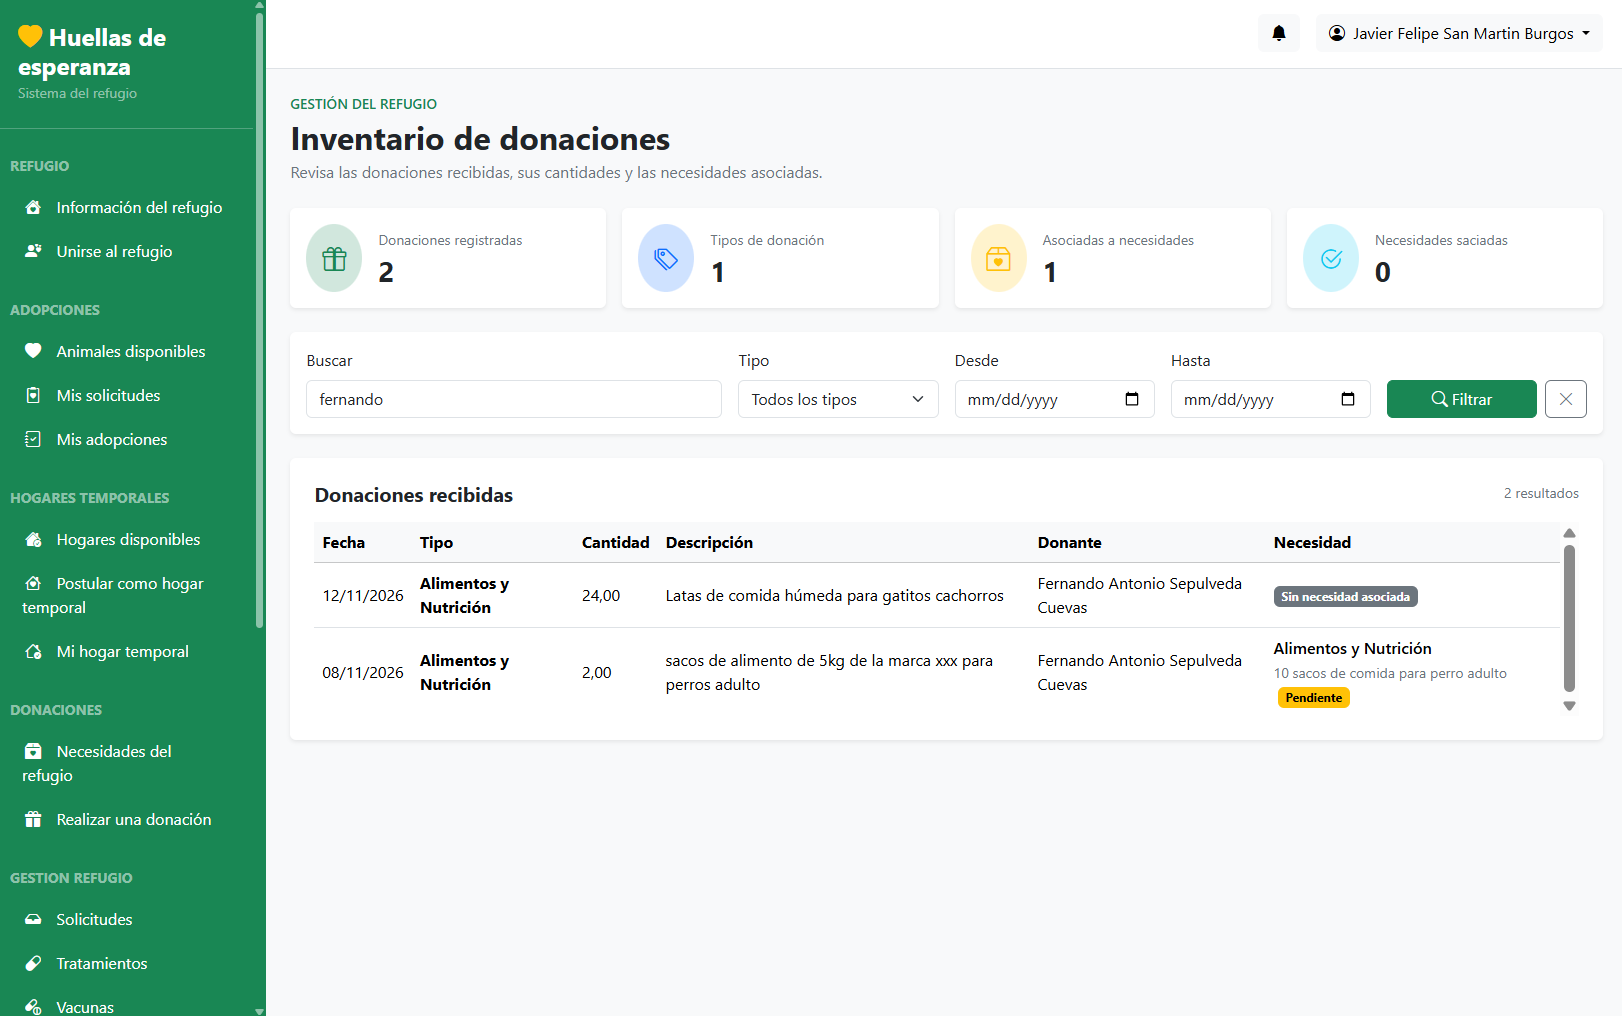 Huellas de
esperanza
Sistema del refugio
REFUGIO
Información del refugio
Unirse al refugio
ADOPCIONES
Animales disponibles
Mis solicitudes
Mis adopciones
HOGARES TEMPORALES
Hogares disponibles
Postular como hogar
temporal
Mi hogar temporal
DONACIONES
Necesidades del
refugio
Realizar una donación
GESTION REFUGIO
Solicitudes
Tratamientos
Vacunas
Javier Felipe San Martin Burgos
GESTIÓN DEL REFUGIO
Inventario de donaciones
Revisa las donaciones recibidas, sus cantidades y las necesidades asociadas.
Donaciones registradas
2
Tipos de donación
1
Asociadas a necesidades
1
Necesidades saciadas
0
Buscar
fernando
Tipo
Todos los tipos
Desde
mm/dd/yyyy
Hasta
mm/dd/yyyy
Filtrar
Donaciones recibidas
2 resultados
Fecha Tipo Cantidad Descripción Donante Necesidad
12/11/2026
Alimentos y
Nutrición
24,00
Latas de comida húmeda para gatitos cachorros
Fernando Antonio Sepulveda
Cuevas
Sin necesidad asociada
08/11/2026
Alimentos y
Nutrición
2,00
sacos de alimento de 5kg de la marca xxx para
perros adulto
Fernando Antonio Sepulveda
Cuevas
Alimentos y Nutrición
10 sacos de comida para perro adulto
Pendiente